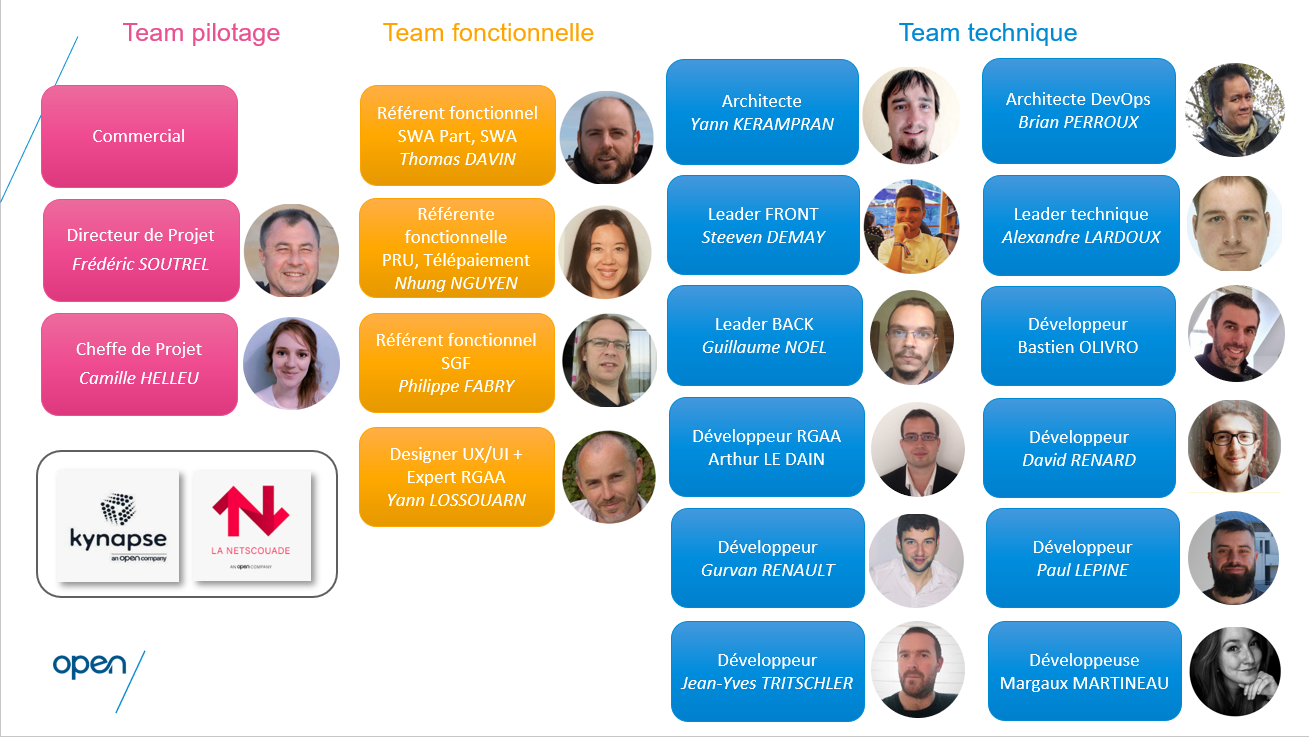 Team pilotage
Commercial
Directeur de Projet
Frédéric SOUTREL
Cheffe de Projet
Camille HELLEU
kynapse
an open company
LA NETSCOUADE
AN open COMPANY
open
Team fonctionnelle
Référent fonctionnel
SWA Part, SWA
Thomas DAVIN
Référente
fonctionnelle
PRU, Télépaiement
Nhung NGUYEN
Référent fonctionnel
SGF
Philippe FABRY
Designer UX/UI +
Expert RGAA
Yann LOSSOUARN
Team technique
Architecte
Yann KERAMPRAN
Architecte DevOps
Brian PERROUX
Leader FRONT
Steeven DEMAY
Leader technique
Alexandre LARDOUX
Leader BACK
Guillaume NOEL
Développeur
Bastien OLIVRO
Développeur RGAA
Arthur LE DAIN
Développeur
David RENARD
Développeur
Gurvan RENAULT
Développeur
Paul LEPINE
Développeur
Jean-Yves TRITSCHLER
Développeuse
Margaux MARTINEAU